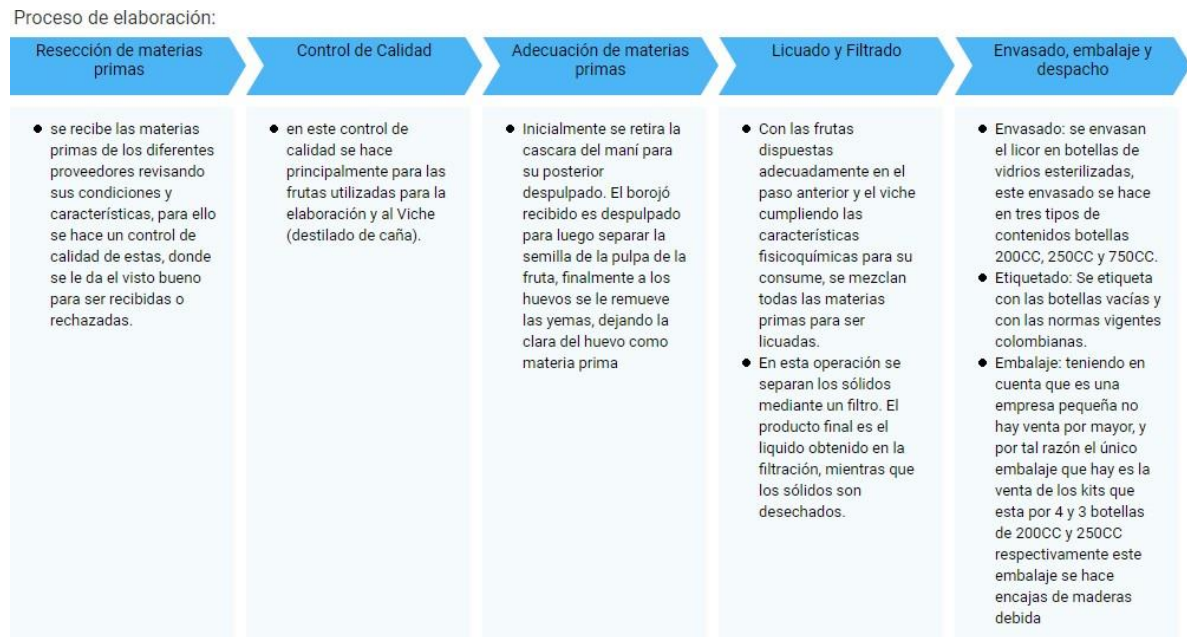 Proceso de elaboración:
Resección de materias
primas
Control de Calidad
Adecuación de materias
primas
Licuado y Filtrado
Envasado, embalaje y
despacho
● se recibe las materias
primas de los diferentes
proveedores revisando
sus condiciones y
características, para ello
se hace un control de
calidad de estas, donde
se le da el visto bueno
para ser recibidas o
rechazadas.
● en este control de
calidad se hace
principalmente para las
frutas utilizadas para la
elaboración y al Viche
(destilado de caña).
● Inicialmente se retira la
cascara del maní para
su posterior
despulpado. El borojó
recibido es despulpado
para luego separar la
semilla de la pulpa de la
fruta, finalmente a los
huevos se le remueve
las yemas, dejando la
clara del huevo como
materia prima
● Con las frutas
dispuestas
adecuadamente en el
paso anterior y el viche
cumpliendo las
características
fisicoquímicas para su
consume, se mezclan
todas las materias
primas para ser
licuadas.
● En esta operación se
separan los sólidos
mediante un filtro. El
producto final es el
liquido obtenido en la
filtración, mientras que
los sólidos son
desechados.
● Envasado: se envasan
el licor en botellas de
vidrios esterilizadas,
este envasado se hace
en tres tipos de
contenidos botellas
200CC, 250CC y 750CC.
● Etiquetado: Se etiqueta
con las botellas vacías y
con las normas vigentes
colombianas.
● Embalaje: teniendo en
cuenta que es una
empresa pequeña no
hay venta por mayor, y
por tal razón el único
embalaje que hay es la
venta de los kits que
esta por 4 y 3 botellas
de 200CC y 250CC
respectivamente este
embalaje se hace
encajas de maderas
debida